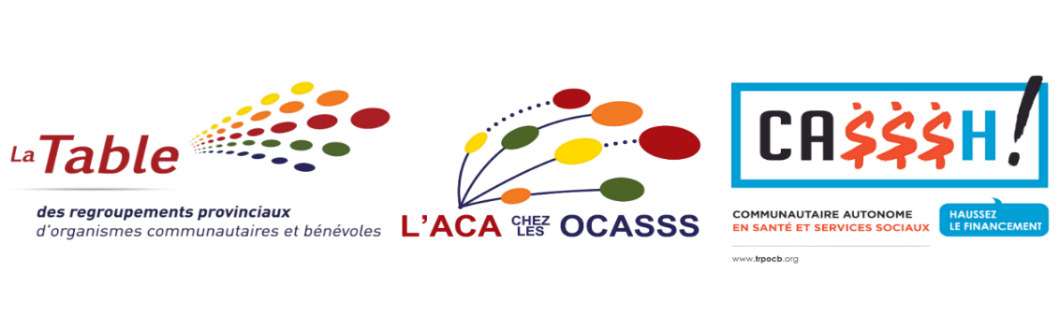 La Table
des regroupements provinciaux
d'organismes communautaires et bénévoles
L'ACA CHEZ LES OCASSS
CA$$$H!
COMMUNAUTAIRE AUTONOME
EN SANTÉ ET SERVICES SOCIAUX
HAUSSEZ
LE FINANCEMENT
www.trpocb.org